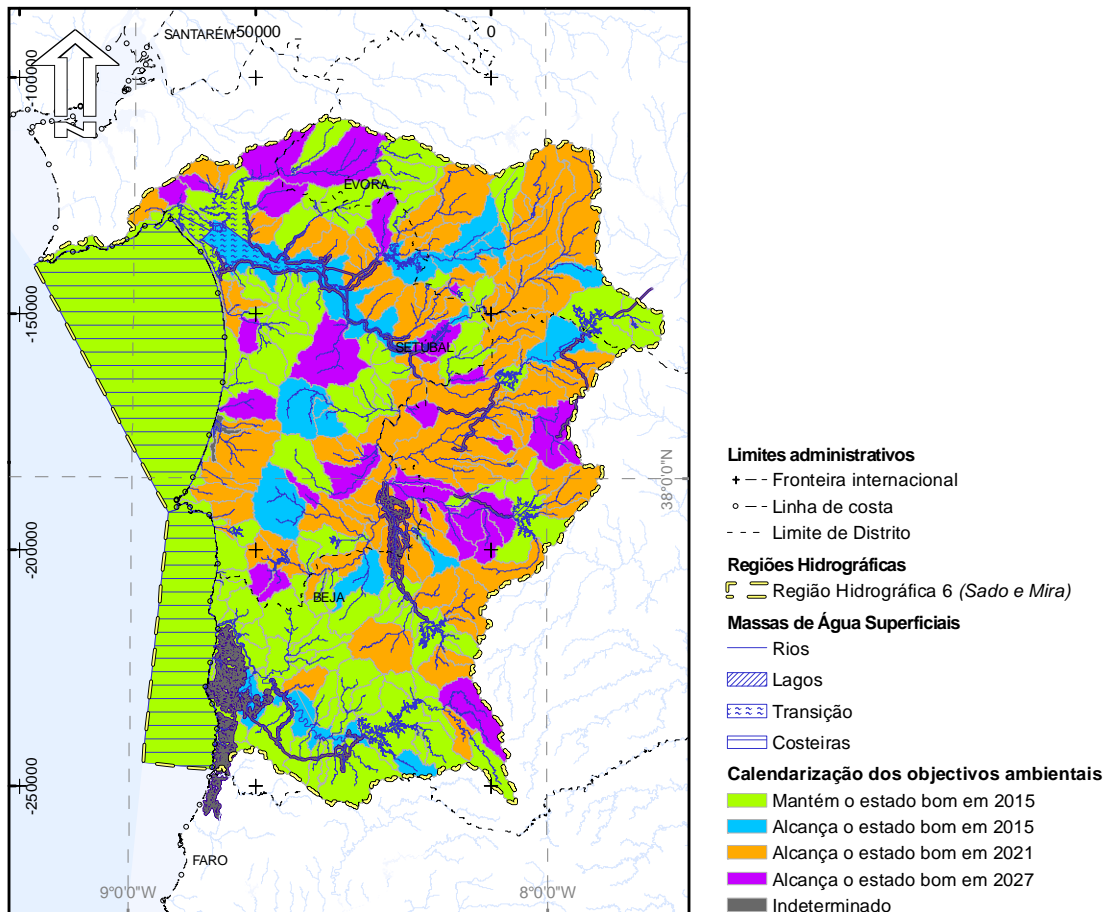 SANTARÉM
-50000
0
-100000
N
ÉVORA
-150000
SETUBAL
38°0'0"N
-200000
BEJA
-250000
FARO
9°0'0"W
8°0'0"W
Limites administrativos
Fronteira internacional
Linha de costa
Limite de Distrito
Regiões Hidrográficas
Região Hidrográfica 6 (Sado e Mira)
Massas de Água Superficiais
Rios
Lagos
Transição
Costeiras
Calendarização dos objectivos ambientais
Mantém o estado bom em 2015
Alcança o estado bom em 2015
Alcança o estado bom em 2021
Alcança o estado bom em 2027
Indeterminado